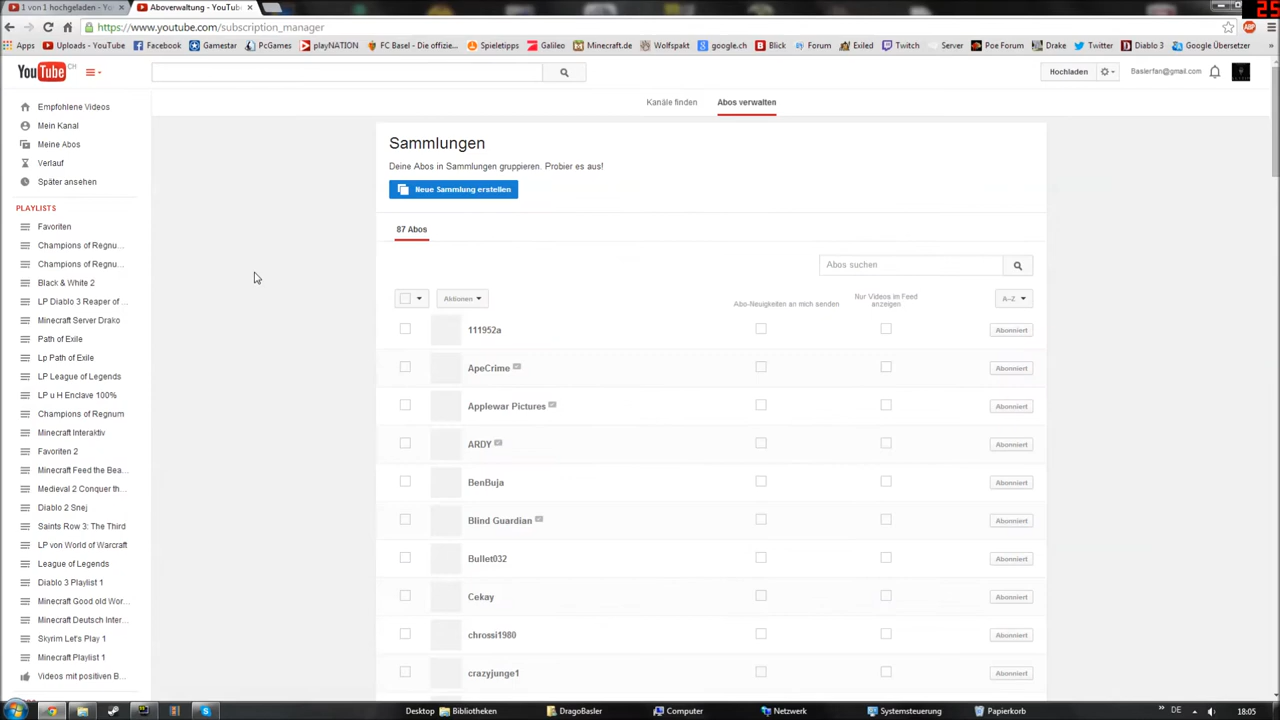 1 von 1 hochgeladen - Yo
Aboverwaltung - YouTube
25
https://www.youtube.com/subscription_manager
ABP
Apps
Uploads - YouTube
Facebook
Gamestar
PcGames
playNATION
FC Basel - Die offizie...
Spieletipps
Galileo
Minecraft.de
Wolfspakt
google.ch
Blick
Forum
Exiled
Twitch
Server
Poe Forum
Drake
Twitter
Diablo 3
Google Übersetzer
YouTube CH
Hochladen
Baslerfan@gmail.com
Kanäle finden
Abos verwalten
Empfohlene Videos
Mein Kanal
Meine Abos
Verlauf
Später ansehen
PLAYLISTS
Favoriten
Champions of Regnu...
Champions of Regnu...
Black & White 2
LP Diablo 3 Reaper of ...
Minecraft Server Drako
Path of Exile
Lp Path of Exile
LP League of Legends
LP u H Enclave 100%
Champions of Regnum
Minecraft Interaktiv
Favoriten 2
Minecraft Feed the Bea...
Medieval 2 Conquer th...
Diablo 2 Snej
Saints Row 3: The Third
LP von World of Warcraft
League of Legends
Diablo 3 Playlist 1
Minecraft Good old Wor...
Minecraft Deutsch Inter...
Skyrim Let's Play 1
Minecraft Playlist 1
Videos mit positiven B...
Sammlungen
Deine Abos in Sammlungen gruppieren. Probier es aus!
Neue Sammlung erstellen
87 Abos
Abos suchen
Aktionen
Abo-Neuigkeiten an mich senden
Nur Videos im Feed
anzeigen
A–Z
111952a
Abonniert
ApeCrime
Abonniert
Applewar Pictures
Abonniert
ARDY
Abonniert
BenBuja
Abonniert
Blind Guardian
Abonniert
Bullet032
Abonniert
Cekay
Abonniert
chrossi1980
Abonniert
crazyjunge1
Abonniert
Desktop
Bibliotheken
DragoBasler
Computer
Netzwerk
Systemsteuerung
Papierkorb
DE
18:05